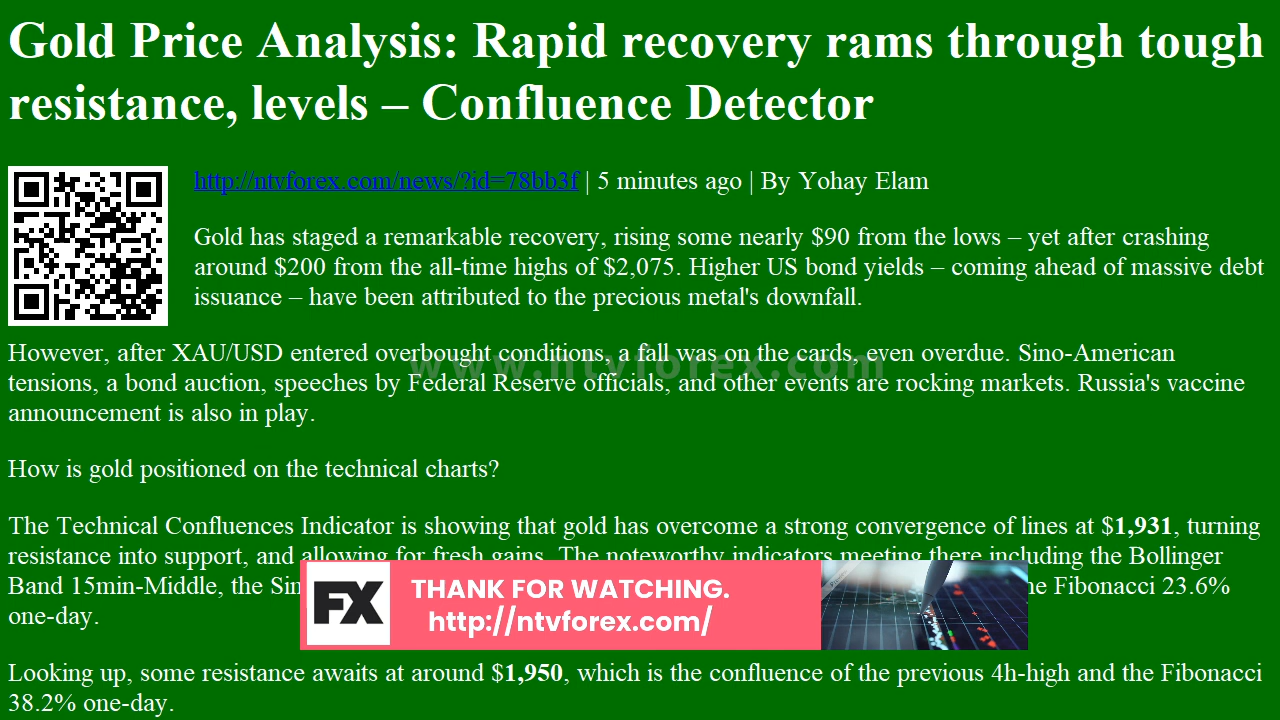 Gold Price Analysis: Rapid recovery rams through tough
resistance, levels – Confluence Detector
http://ntvforex.com/news/?id=78bb3f | 5 minutes ago | By Yohay Elam
Gold has staged a remarkable recovery, rising some nearly $90 from the lows – yet after crashing
around $200 from the all-time highs of $2,075. Higher US bond yields – coming ahead of massive debt
issuance – have been attributed to the precious metal's downfall.
www.ntvforex.com
However, after XAU/USD entered overbought conditions, a fall was on the cards, even overdue. Sino-American
tensions, a bond auction, speeches by Federal Reserve officials, and other events are rocking markets. Russia's vaccine
announcement is also in play.
How is gold positioned on the technical charts?
The Technical Confluences Indicator is showing that gold has overcome a strong convergence of lines at $1,931, turning
resistance into support, and allowing for fresh gains. The noteworthy indicators meeting there including the Bollinger
Band 15min-Middle, the Fibonacci 23.6%
one-day.
FX
THANK FOR WATCHING.
http://ntvforex.com/
Looking up, some resistance awaits at around $1,950, which is the confluence of the previous 4h-high and the Fibonacci
38.2% one-day.